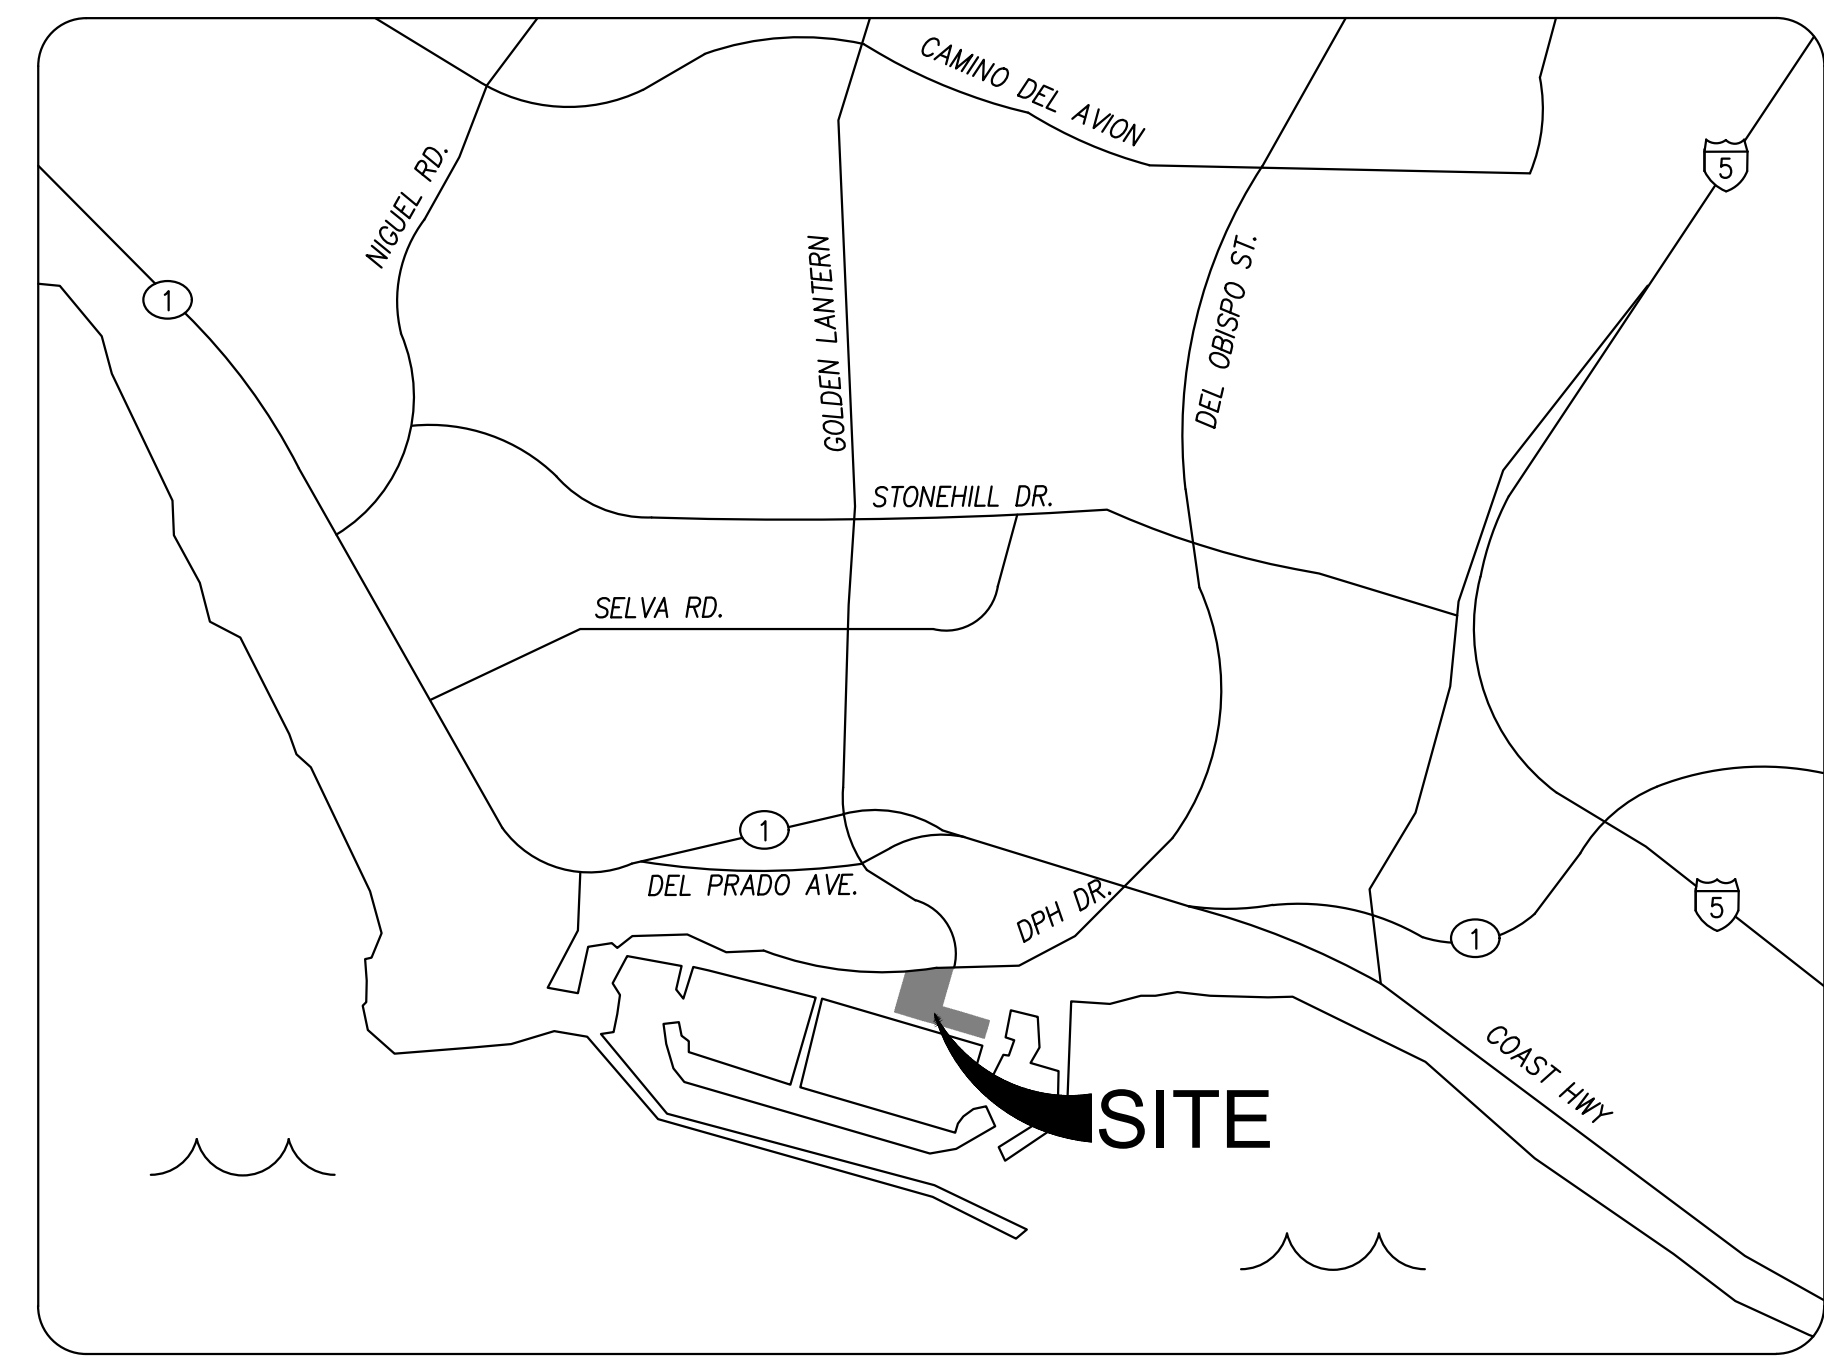 CAMINO DEL AVION
NIGUEL RD.
5
GOLDEN LANTERN
DEL OBISPO ST.
1
STONEHILL DR.
SELVA RD.
1
DEL PRADO AVE.
DPH DR.
5
1
COAST HWY
SITE